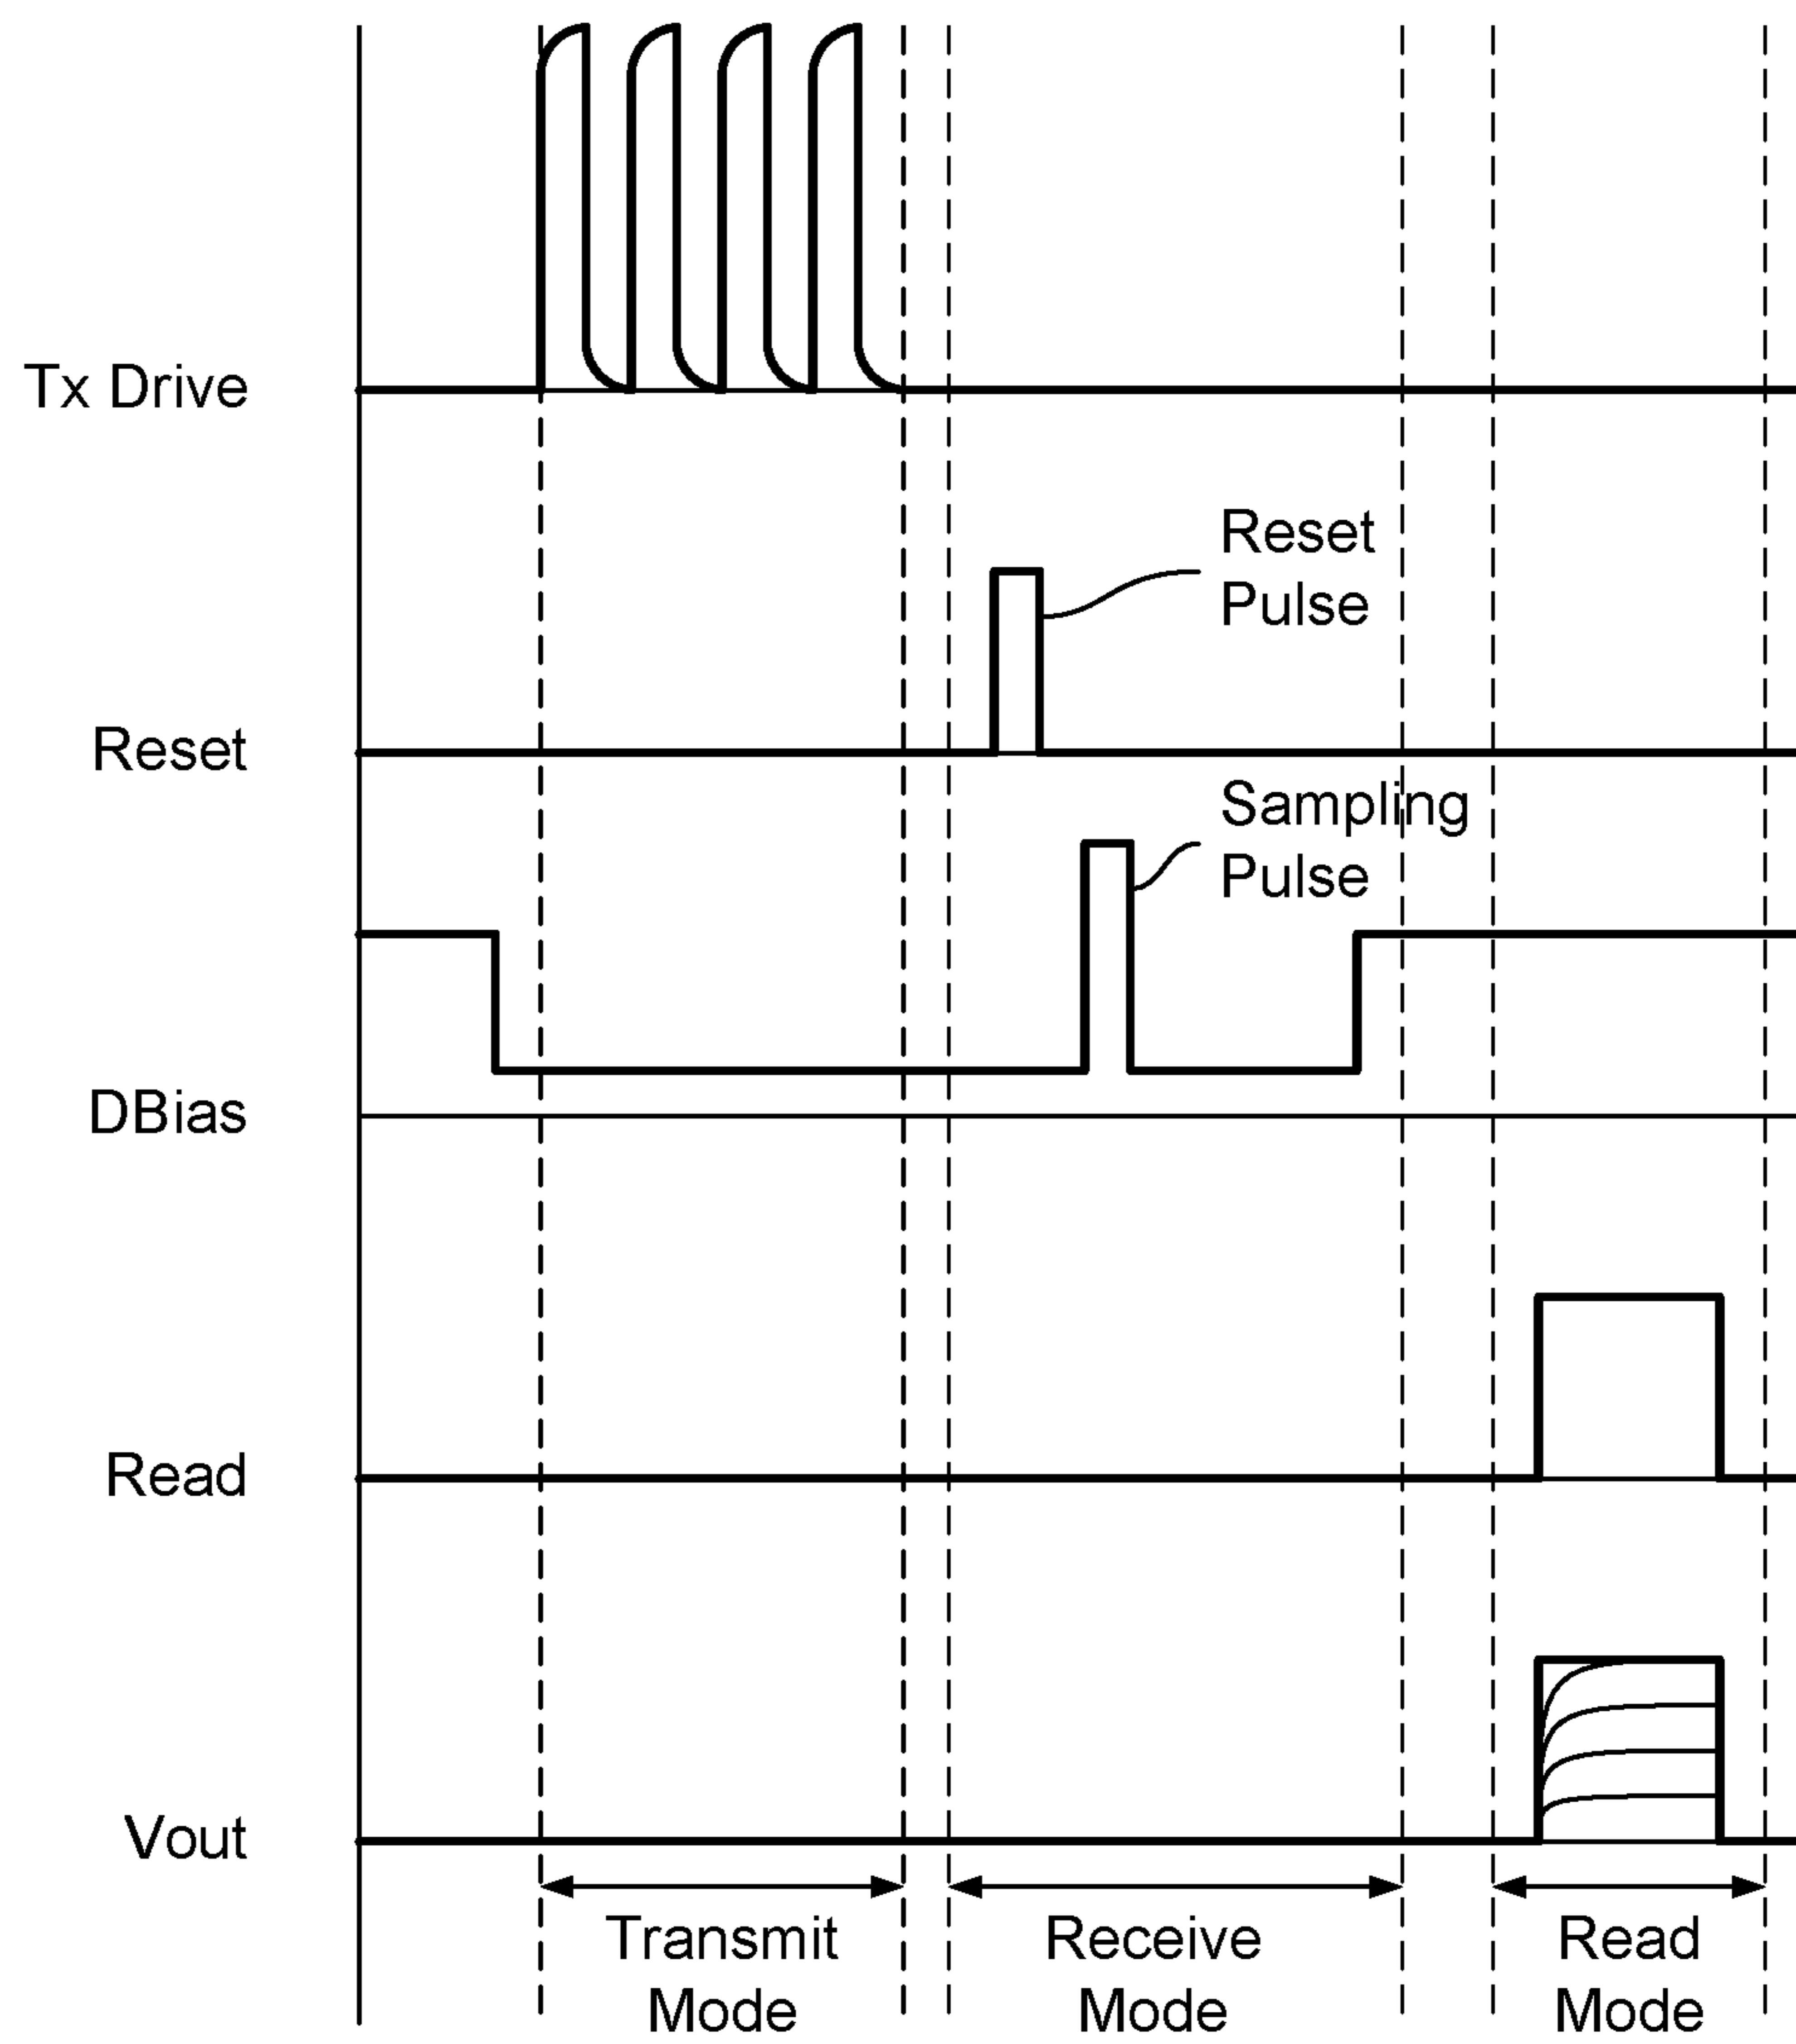 Tx Drive
Reset
Pulse
Reset
Sampling
Pulse
DBias
Read
Vout
Transmit
Mode
Receive
Mode
Read
Mode